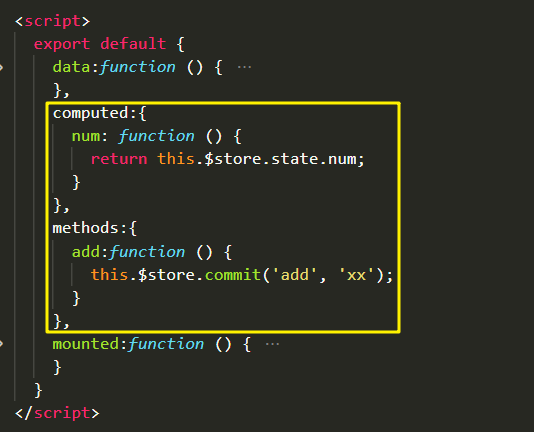 <script>
export default {
data:function () { ···
},
computed:{
num: function () {
return this.$store.state.num;
}
},
methods:{
add:function () {
this.$store.commit('add', 'xx');
}
},
mounted:function () { ···
}
}
</script>